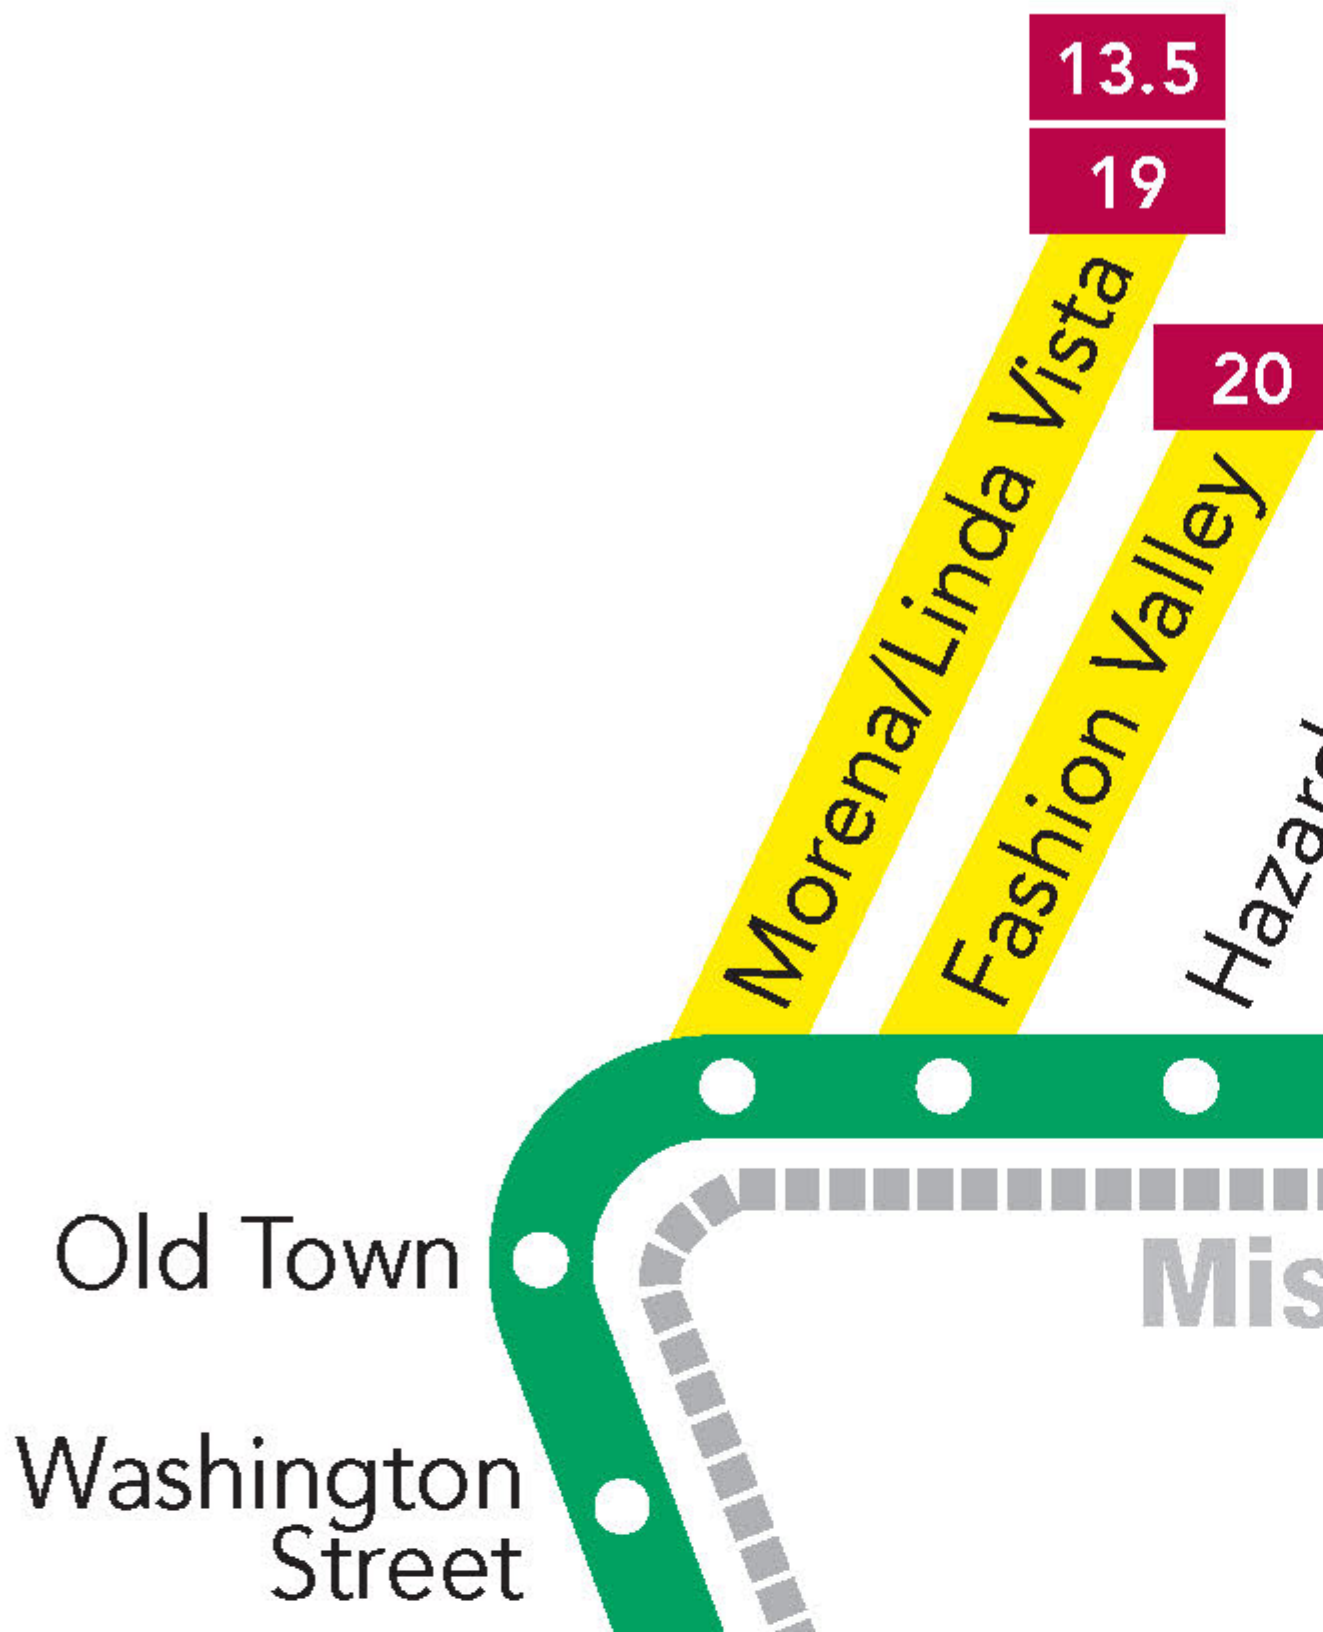 13.5
19
20
Morena/Linda Vista
Fashion Valley
Old Town
Washington
Street